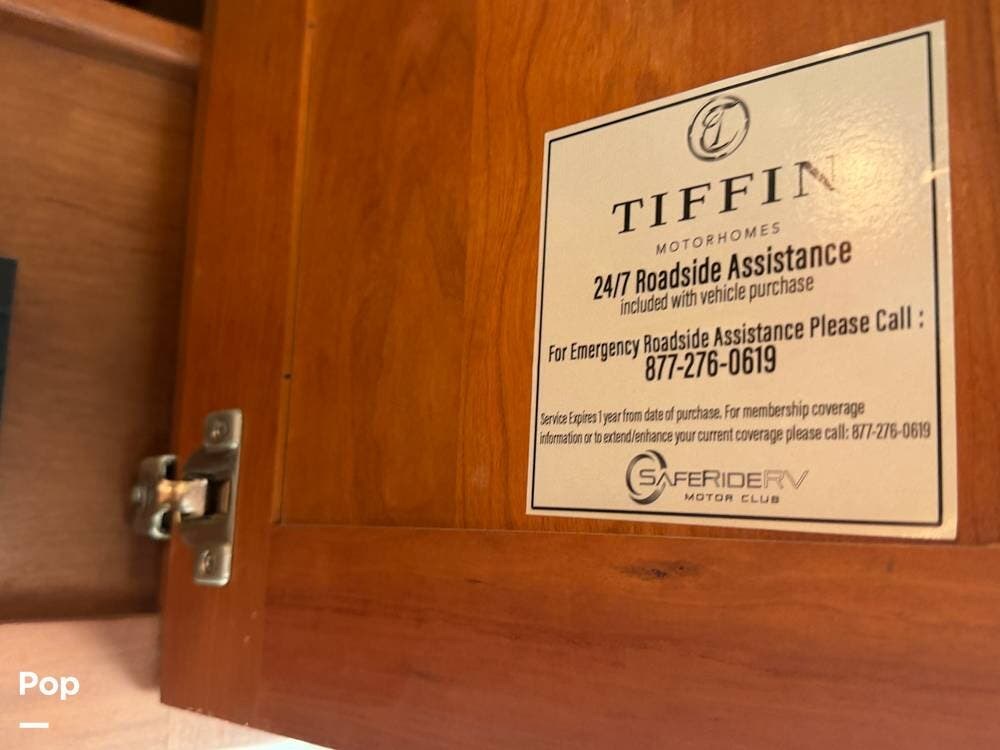 TIFFIN
MOTORHOMES
24/7 Roadside Assistance
included with vehicle purchase
For Emergency Roadside Assistance Please Call :
877-276-0619
Service Expires 1 year from date of purchase. For membership coverage
information or to extend/enhance your current coverage please call: 877-276-0619
SAFERIDERV
MOTOR CLUB
Pop